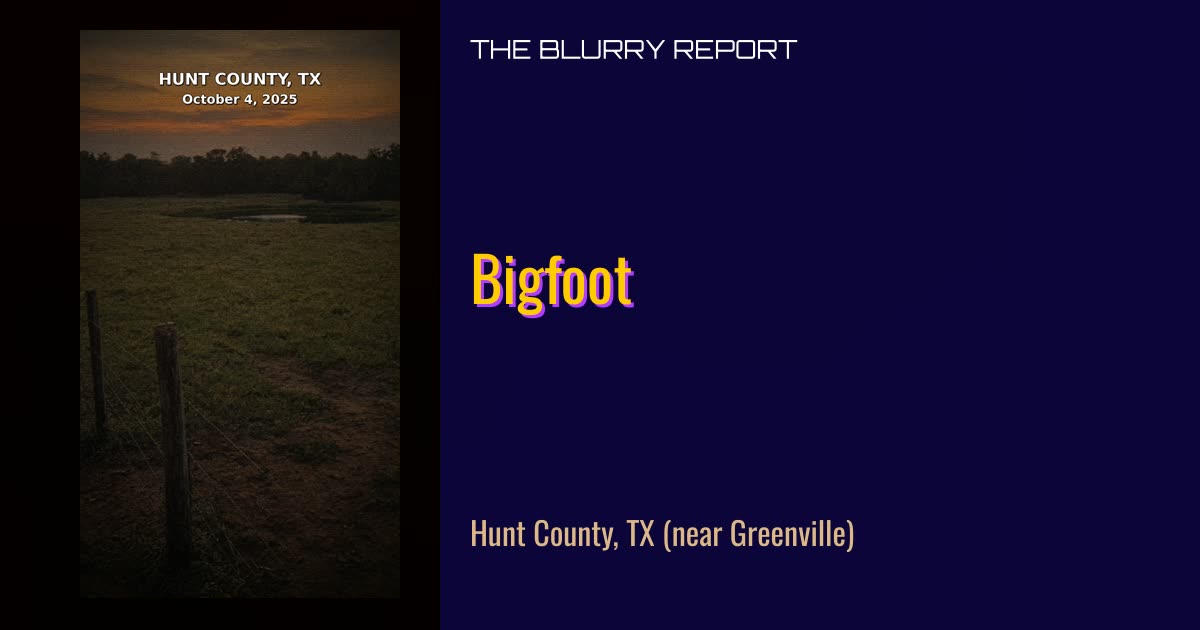 HUNT COUNTY, TX
October 4, 2025
THE BLURRY REPORT
Bigfoot
Hunt County, TX (near Greenville)